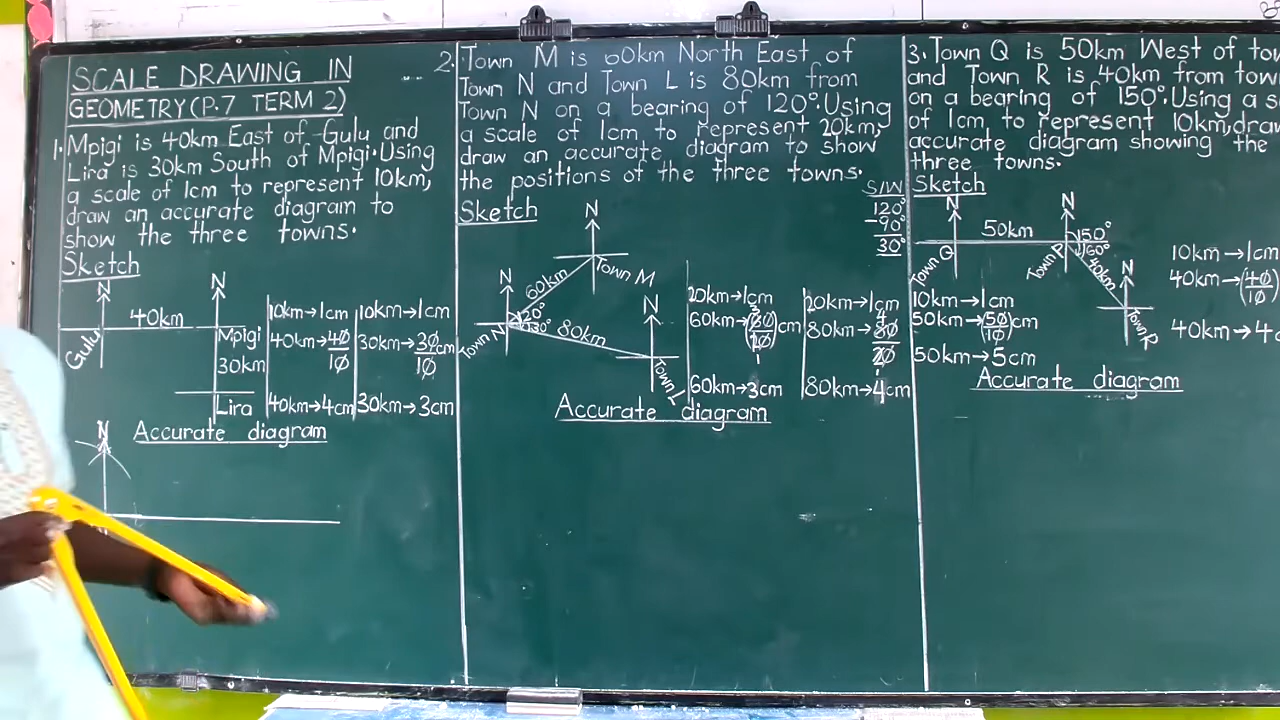 SCALE DRAWING IN
GEOMETRY (P.7 TERM 2)
1. Mpigi is 40km East of Gulu and
Lira is 30km South of Mpigi. Using
a scale of 1cm to represent 10km,
draw an accurate diagram to
show the three towns.
Sketch
N
N
40km
Gulu
Mpigi
30km
Lira
10km→1cm
40km→40
10
40km→4cm
10km→1cm
30km→30cm
10
30km→3cm
Accurate diagram
N
2. Town M is 60km North East of
Town N and Town L is 80km from
Town N on a bearing of 120°. Using
a scale of 1cm to represent 20km,
draw an accurate diagram to show
the positions of the three towns.
Sketch
S/W
120°
-90°
30°
N
N
N
60km
Town M
120°
30°
Town N
80km
Town L
20km→1cm
3
60km→(60)cm
20
1
60km→3cm
20km→1cm
4
80km→80
20
1
80km→4cm
Accurate diagram
3. Town Q is 50km West of
and Town R is 40km from
on a bearing of 150°. Using a
of 1cm to represent 10km,
accurate diagram showing the
three towns.
Sketch
N
N
N
50km
150°
60°
40km
Town Q
Town P
Town R
10km→1cm
50km→(50)cm
(10)
50km→5cm
10km→1cm
40km→(40)
(10)
40km→4
Accurate diagram